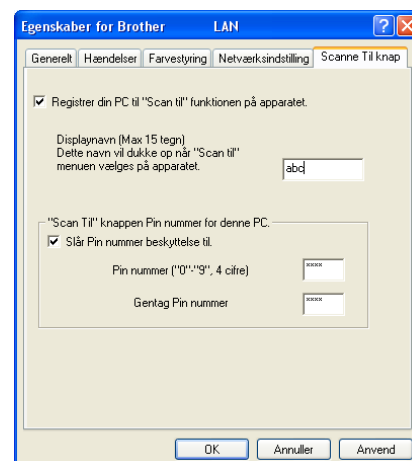 Egenskaber for Brother LAN
Generelt Hændelser Farvestyring Netværksindstilling Scanne Til knap
Registrer din PC til "Scan til" funktionen på apparatet.
Displaynavn (Max 15 tegn)
Dette navn vil dukke op når "Scan til"
menuen vælges på apparatet.
abc
"Scan Til" knappen Pin nummer for denne PC.
Slår Pin nummer beskyttelse til.
Pin nummer ("0"-"9", 4 cifre)
××××
Gentag Pin nummer
××××
OK Annuller Anvend